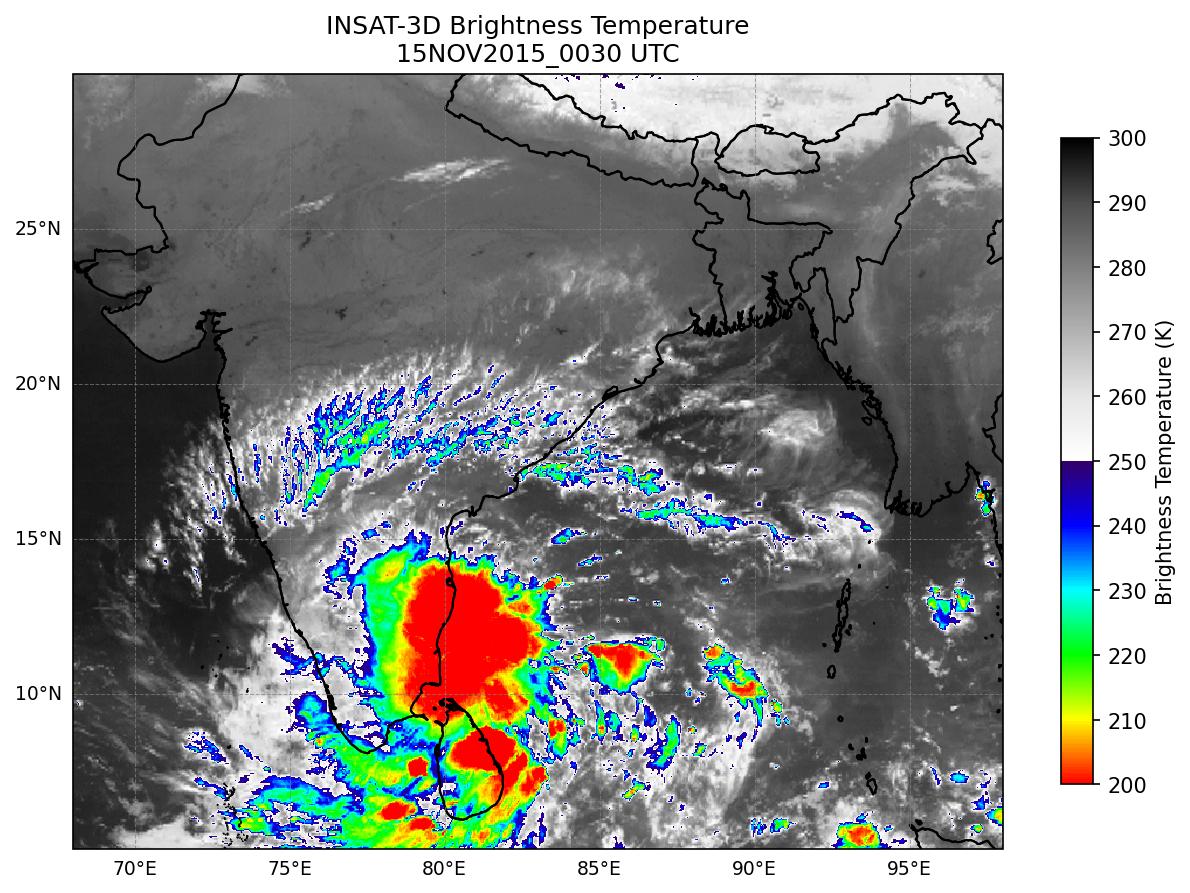 INSAT-3D Brightness Temperature
15NOV2015_0030 UTC
25°N
20°N
15°N
10°N
70°E
75°E
80°E
85°E
90°E
95°E
300
290
280
270
260
250
240
230
220
210
200
Brightness Temperature (K)